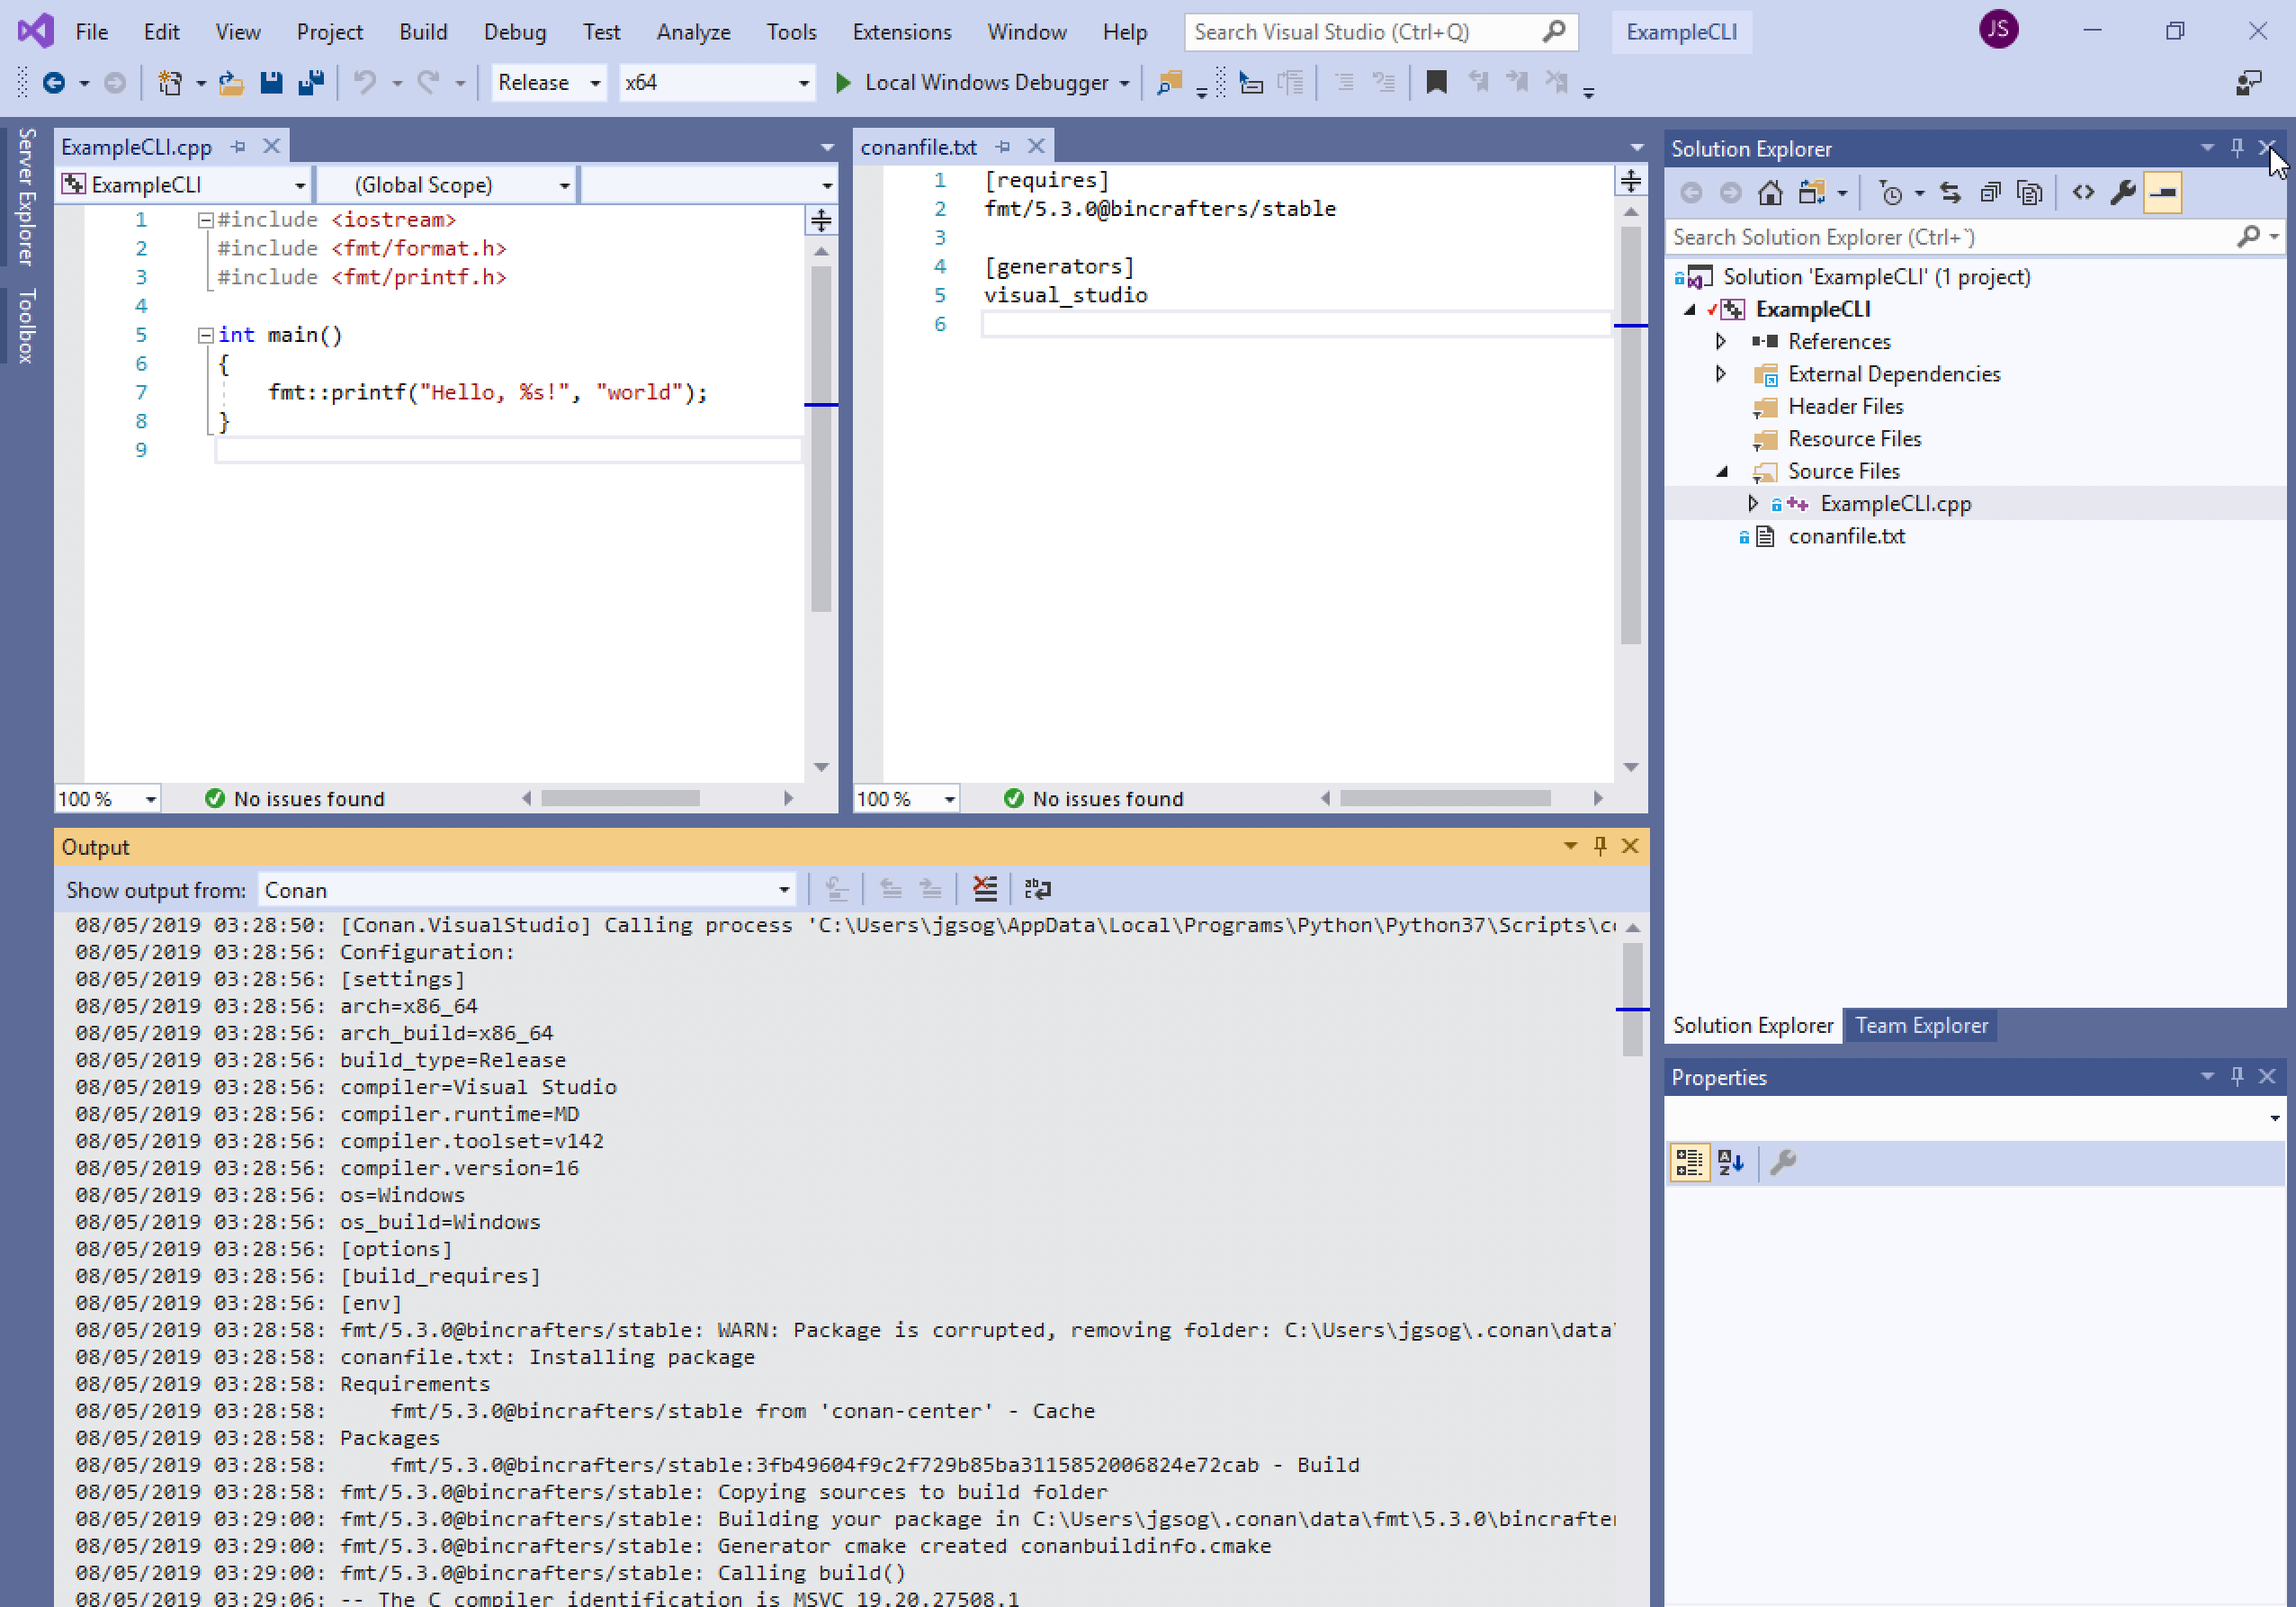 File Edit View Project Build Debug Test Analyze Tools Extensions Window Help Search Visual Studio (Ctrl+Q) ExampleCLI JS
Release x64 Local Windows Debugger
Server Explorer
Toolbox
ExampleCLI.cpp
ExampleCLI (Global Scope)
1 #include <iostream>
2 #include <fmt/format.h>
3 #include <fmt/printf.h>
4
5 int main()
6 {
7 fmt::printf("Hello, %s!", "world");
8 }
9
100 % No issues found
conanfile.txt
1 [requires]
2 fmt/5.3.0@bincrafters/stable
3
4 [generators]
5 visual_studio
6
100 % No issues found
Solution Explorer
Search Solution Explorer (Ctrl+`)
Solution 'ExampleCLI' (1 project)
ExampleCLI
References
External Dependencies
Header Files
Resource Files
Source Files
ExampleCLI.cpp
conanfile.txt
Solution Explorer Team Explorer
Properties
Output
Show output from: Conan
08/05/2019 03:28:50: [Conan.VisualStudio] Calling process 'C:\Users\jgsog\AppData\Local\Programs\Python\Python37\Scripts\c
08/05/2019 03:28:56: Configuration:
08/05/2019 03:28:56: [settings]
08/05/2019 03:28:56: arch=x86_64
08/05/2019 03:28:56: arch_build=x86_64
08/05/2019 03:28:56: build_type=Release
08/05/2019 03:28:56: compiler=Visual Studio
08/05/2019 03:28:56: compiler.runtime=MD
08/05/2019 03:28:56: compiler.toolset=v142
08/05/2019 03:28:56: compiler.version=16
08/05/2019 03:28:56: os=Windows
08/05/2019 03:28:56: os_build=Windows
08/05/2019 03:28:56: [options]
08/05/2019 03:28:56: [build_requires]
08/05/2019 03:28:56: [env]
08/05/2019 03:28:58: fmt/5.3.0@bincrafters/stable: WARN: Package is corrupted, removing folder: C:\Users\jgsog\.conan\data\
08/05/2019 03:28:58: conanfile.txt: Installing package
08/05/2019 03:28:58: Requirements
08/05/2019 03:28:58: fmt/5.3.0@bincrafters/stable from 'conan-center' - Cache
08/05/2019 03:28:58: Packages
08/05/2019 03:28:58: fmt/5.3.0@bincrafters/stable:3fb49604f9c2f729b85ba3115852006824e72cab - Build
08/05/2019 03:28:58: fmt/5.3.0@bincrafters/stable: Copying sources to build folder
08/05/2019 03:29:00: fmt/5.3.0@bincrafters/stable: Building your package in C:\Users\jgsog\.conan\data\fmt\5.3.0\bincrafter
08/05/2019 03:29:00: fmt/5.3.0@bincrafters/stable: Generator cmake created conanbuildinfo.cmake
08/05/2019 03:29:00: fmt/5.3.0@bincrafters/stable: Calling build()
08/05/2019 03:29:06: -- The C compiler identification is MSVC 19.20.27508.1